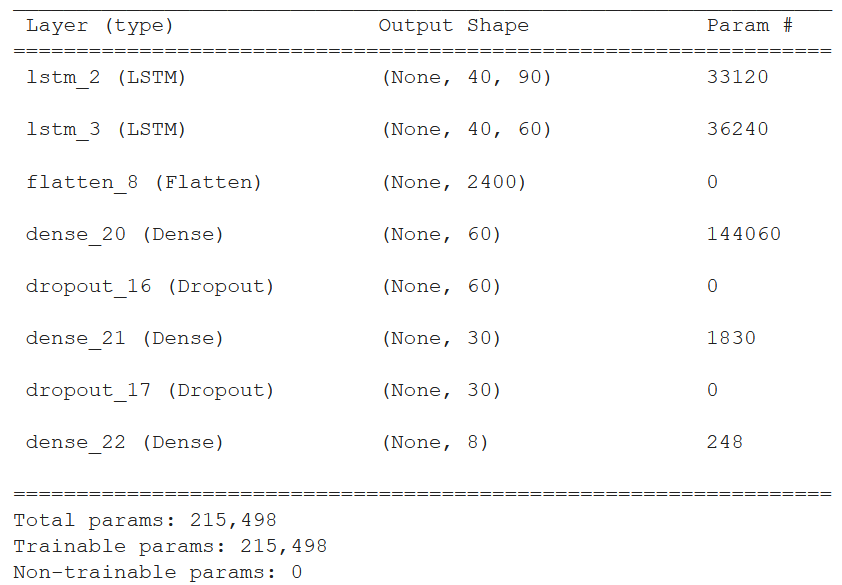 Layer (type) Output Shape Param #
=================================================================
lstm_2 (LSTM) (None, 40, 90) 33120
lstm_3 (LSTM) (None, 40, 60) 36240
flatten_8 (Flatten) (None, 2400) 0
dense_20 (Dense) (None, 60) 144060
dropout_16 (Dropout) (None, 60) 0
dense_21 (Dense) (None, 30) 1830
dropout_17 (Dropout) (None, 30) 0
dense_22 (Dense) (None, 8) 248
=================================================================
Total params: 215,498
Trainable params: 215,498
Non-trainable params: 0